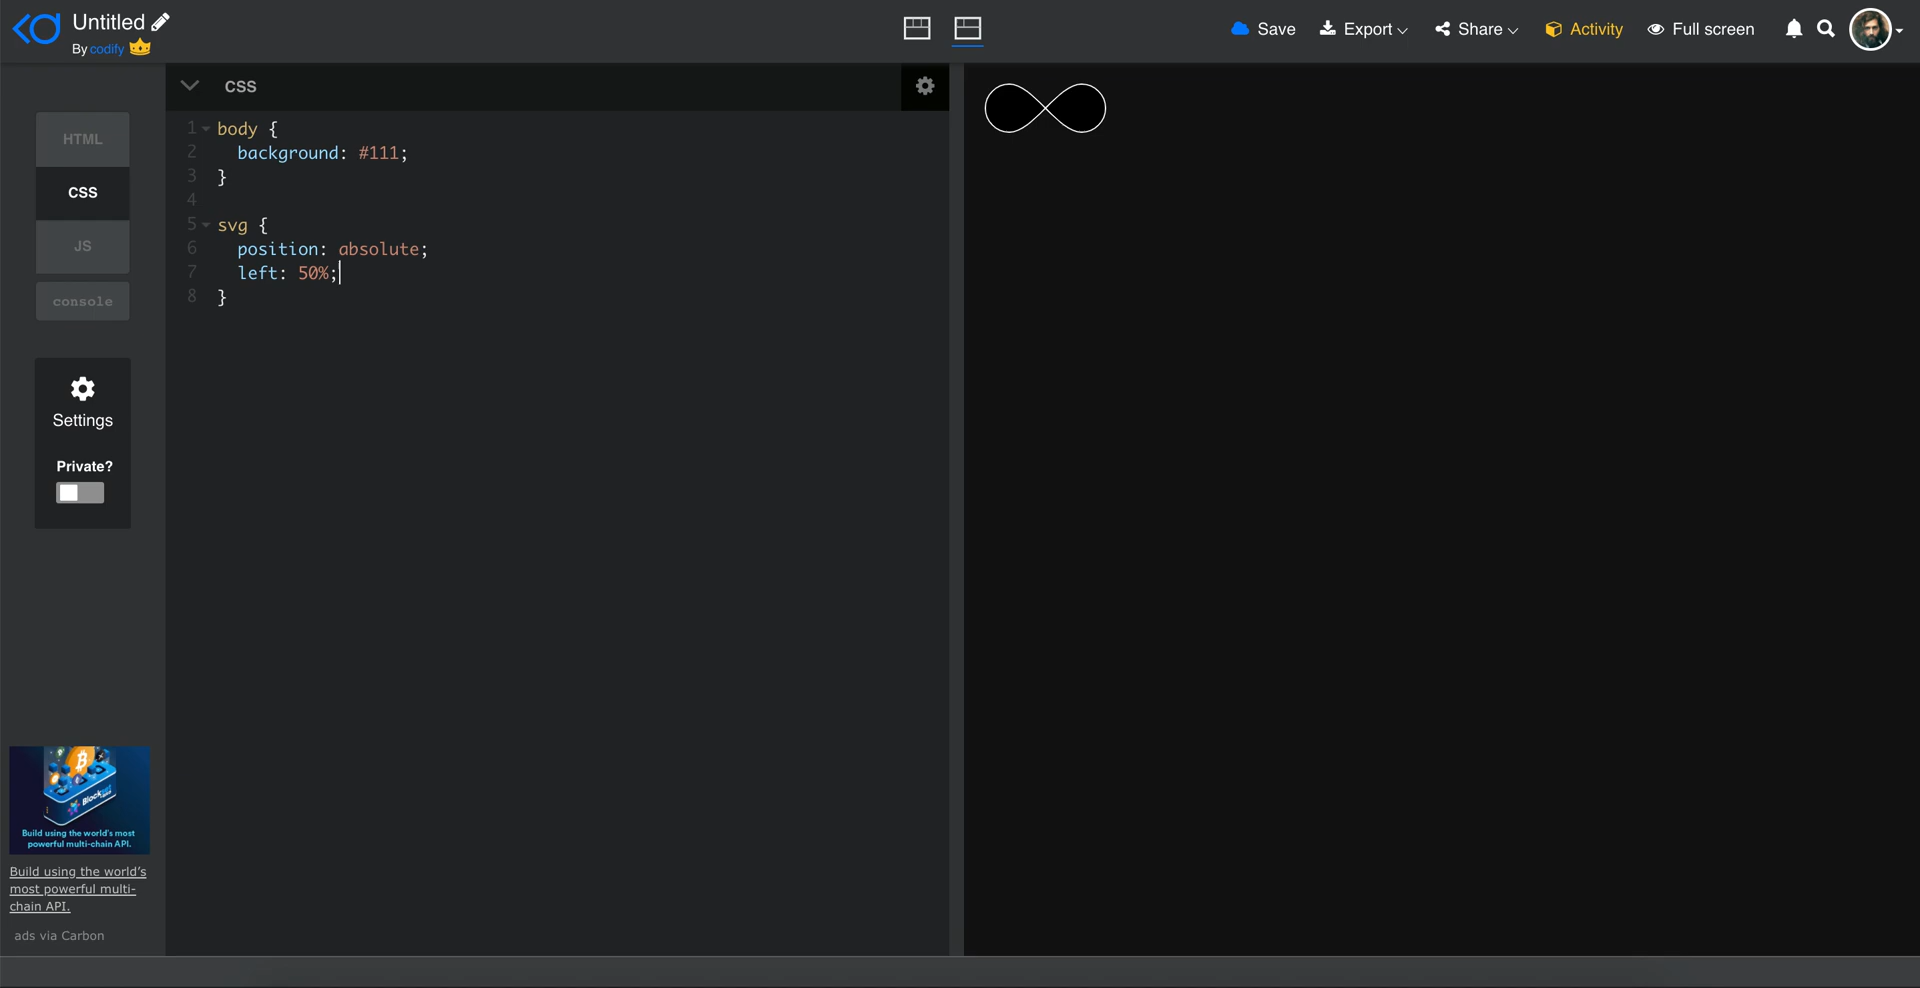 Untitled
By codify
Save
Export
Share
Activity
Full screen
HTML
CSS
JS
console
Settings
Private?
CSS
1 body {
2 background: #111;
3 }
4
5 svg {
6 position: absolute;
7 left: 50%;
8 }
Block
Build using the world's most
powerful multi-chain API.
Build using the world's
most powerful multi-
chain API.
ads via Carbon